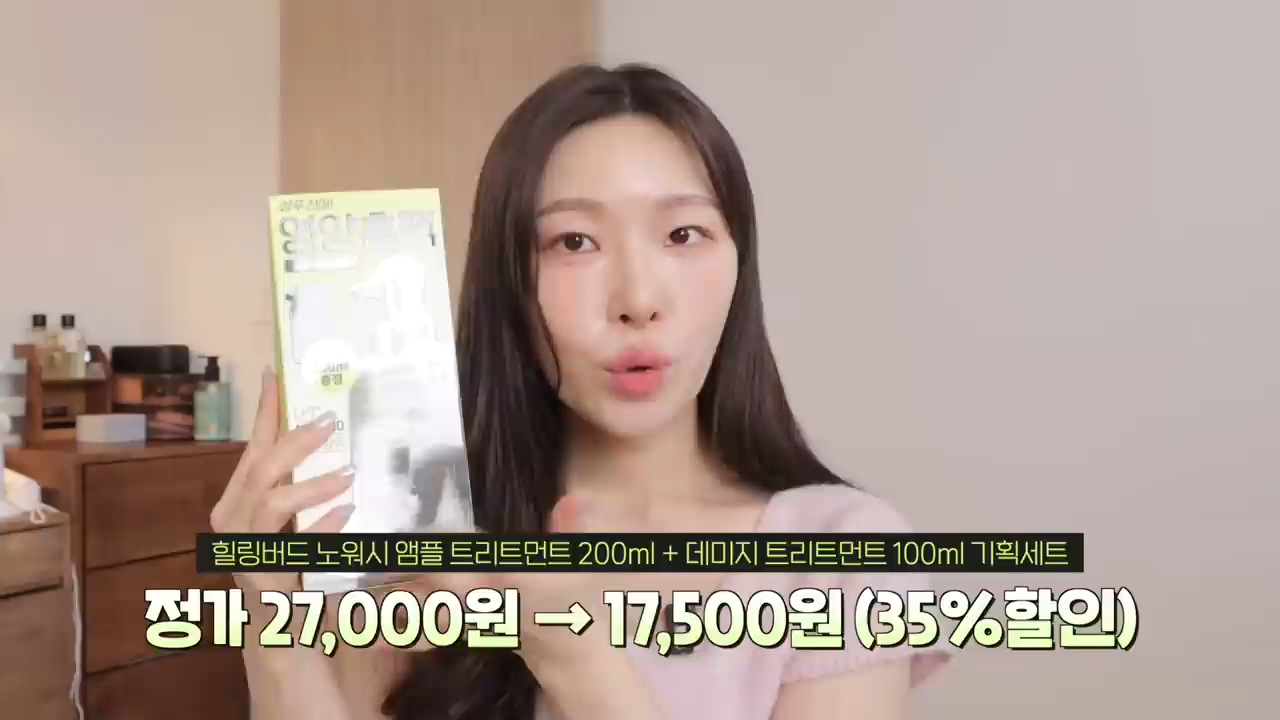 증정
힐링버드 노워시 앰플 트리트먼트 200ml + 데미지 트리트먼트 100ml 기획세트
정가 27,000원 → 17,500원 (35%할인)